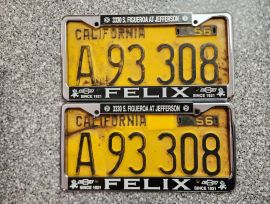 3330 S. FIGUEROA AT JEFFERSON
CALIFORNIA 56
A 93 308
SINCE 1921 FELIX SINCE 1921
3330 S. FIGUEROA AT JEFFERSON
CALIFORNIA 56
A 93 308
SINCE 1921 FELIX SINCE 1921